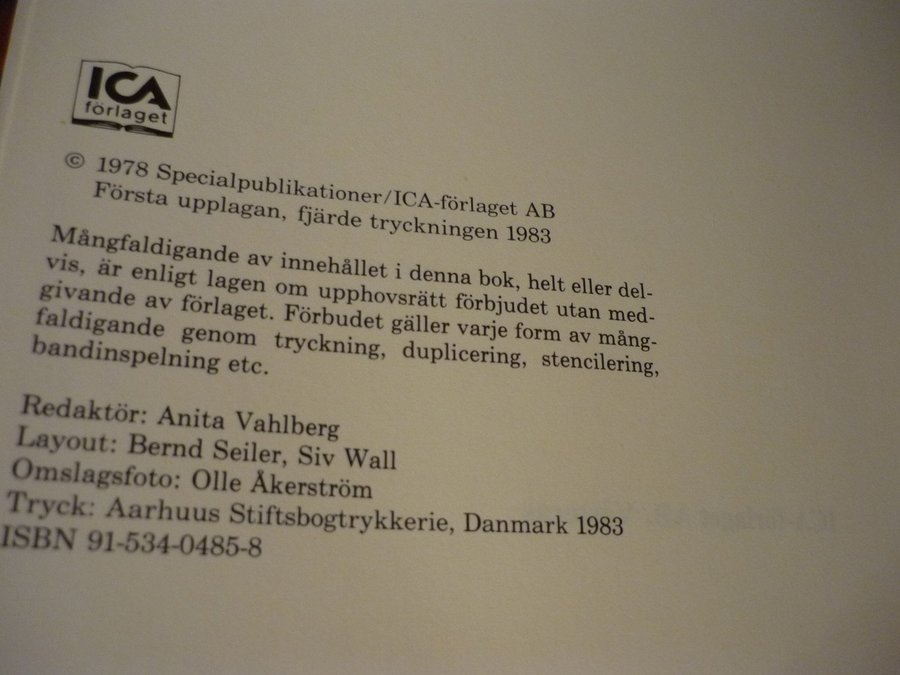 ICA
förlaget
© 1978 Specialpublikationer/ICA-förlaget AB
Första upplagan, fjärde tryckningen 1983
Mångfaldigande av innehållet i denna bok, helt eller del-
vis, är enligt lagen om upphovsrätt förbjudet utan med-
givande av förlaget. Förbudet gäller varje form av mång-
faldigande genom tryckning, duplicering, stencilering,
bandinspelning etc.
Redaktör: Anita Vahlberg
Layout: Bernd Seiler, Siv Wall
Omslagsfoto: Olle Åkerström
Tryck: Aarhuus Stiftsbogtrykkerie, Danmark 1983
ISBN 91-534-0485-8